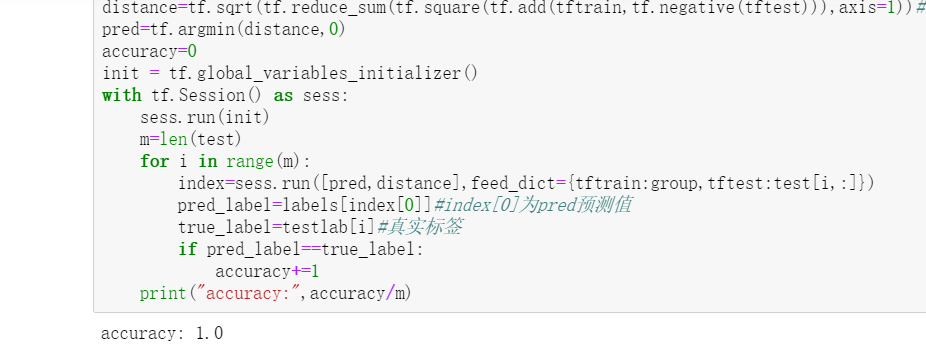 distance=tf.sqrt(tf.reduce_sum(tf.square(tf.add(tftrain,tf.negative(tftest))),axis=1))#
pred=tf.argmin(distance,0)
accuracy=0
init = tf.global_variables_initializer()
with tf.Session() as sess:
    sess.run(init)
    m=len(test)
    for i in range(m):
        index=sess.run([pred,distance],feed_dict={tftrain:group,tftest:test[i,:]})
        pred_label=labels[index[0]]#index[0]为pred预测值
        true_label=testlab[i]#真实标签
        if pred_label==true_label:
            accuracy+=1
    print("accuracy:",accuracy/m)
accuracy: 1.0